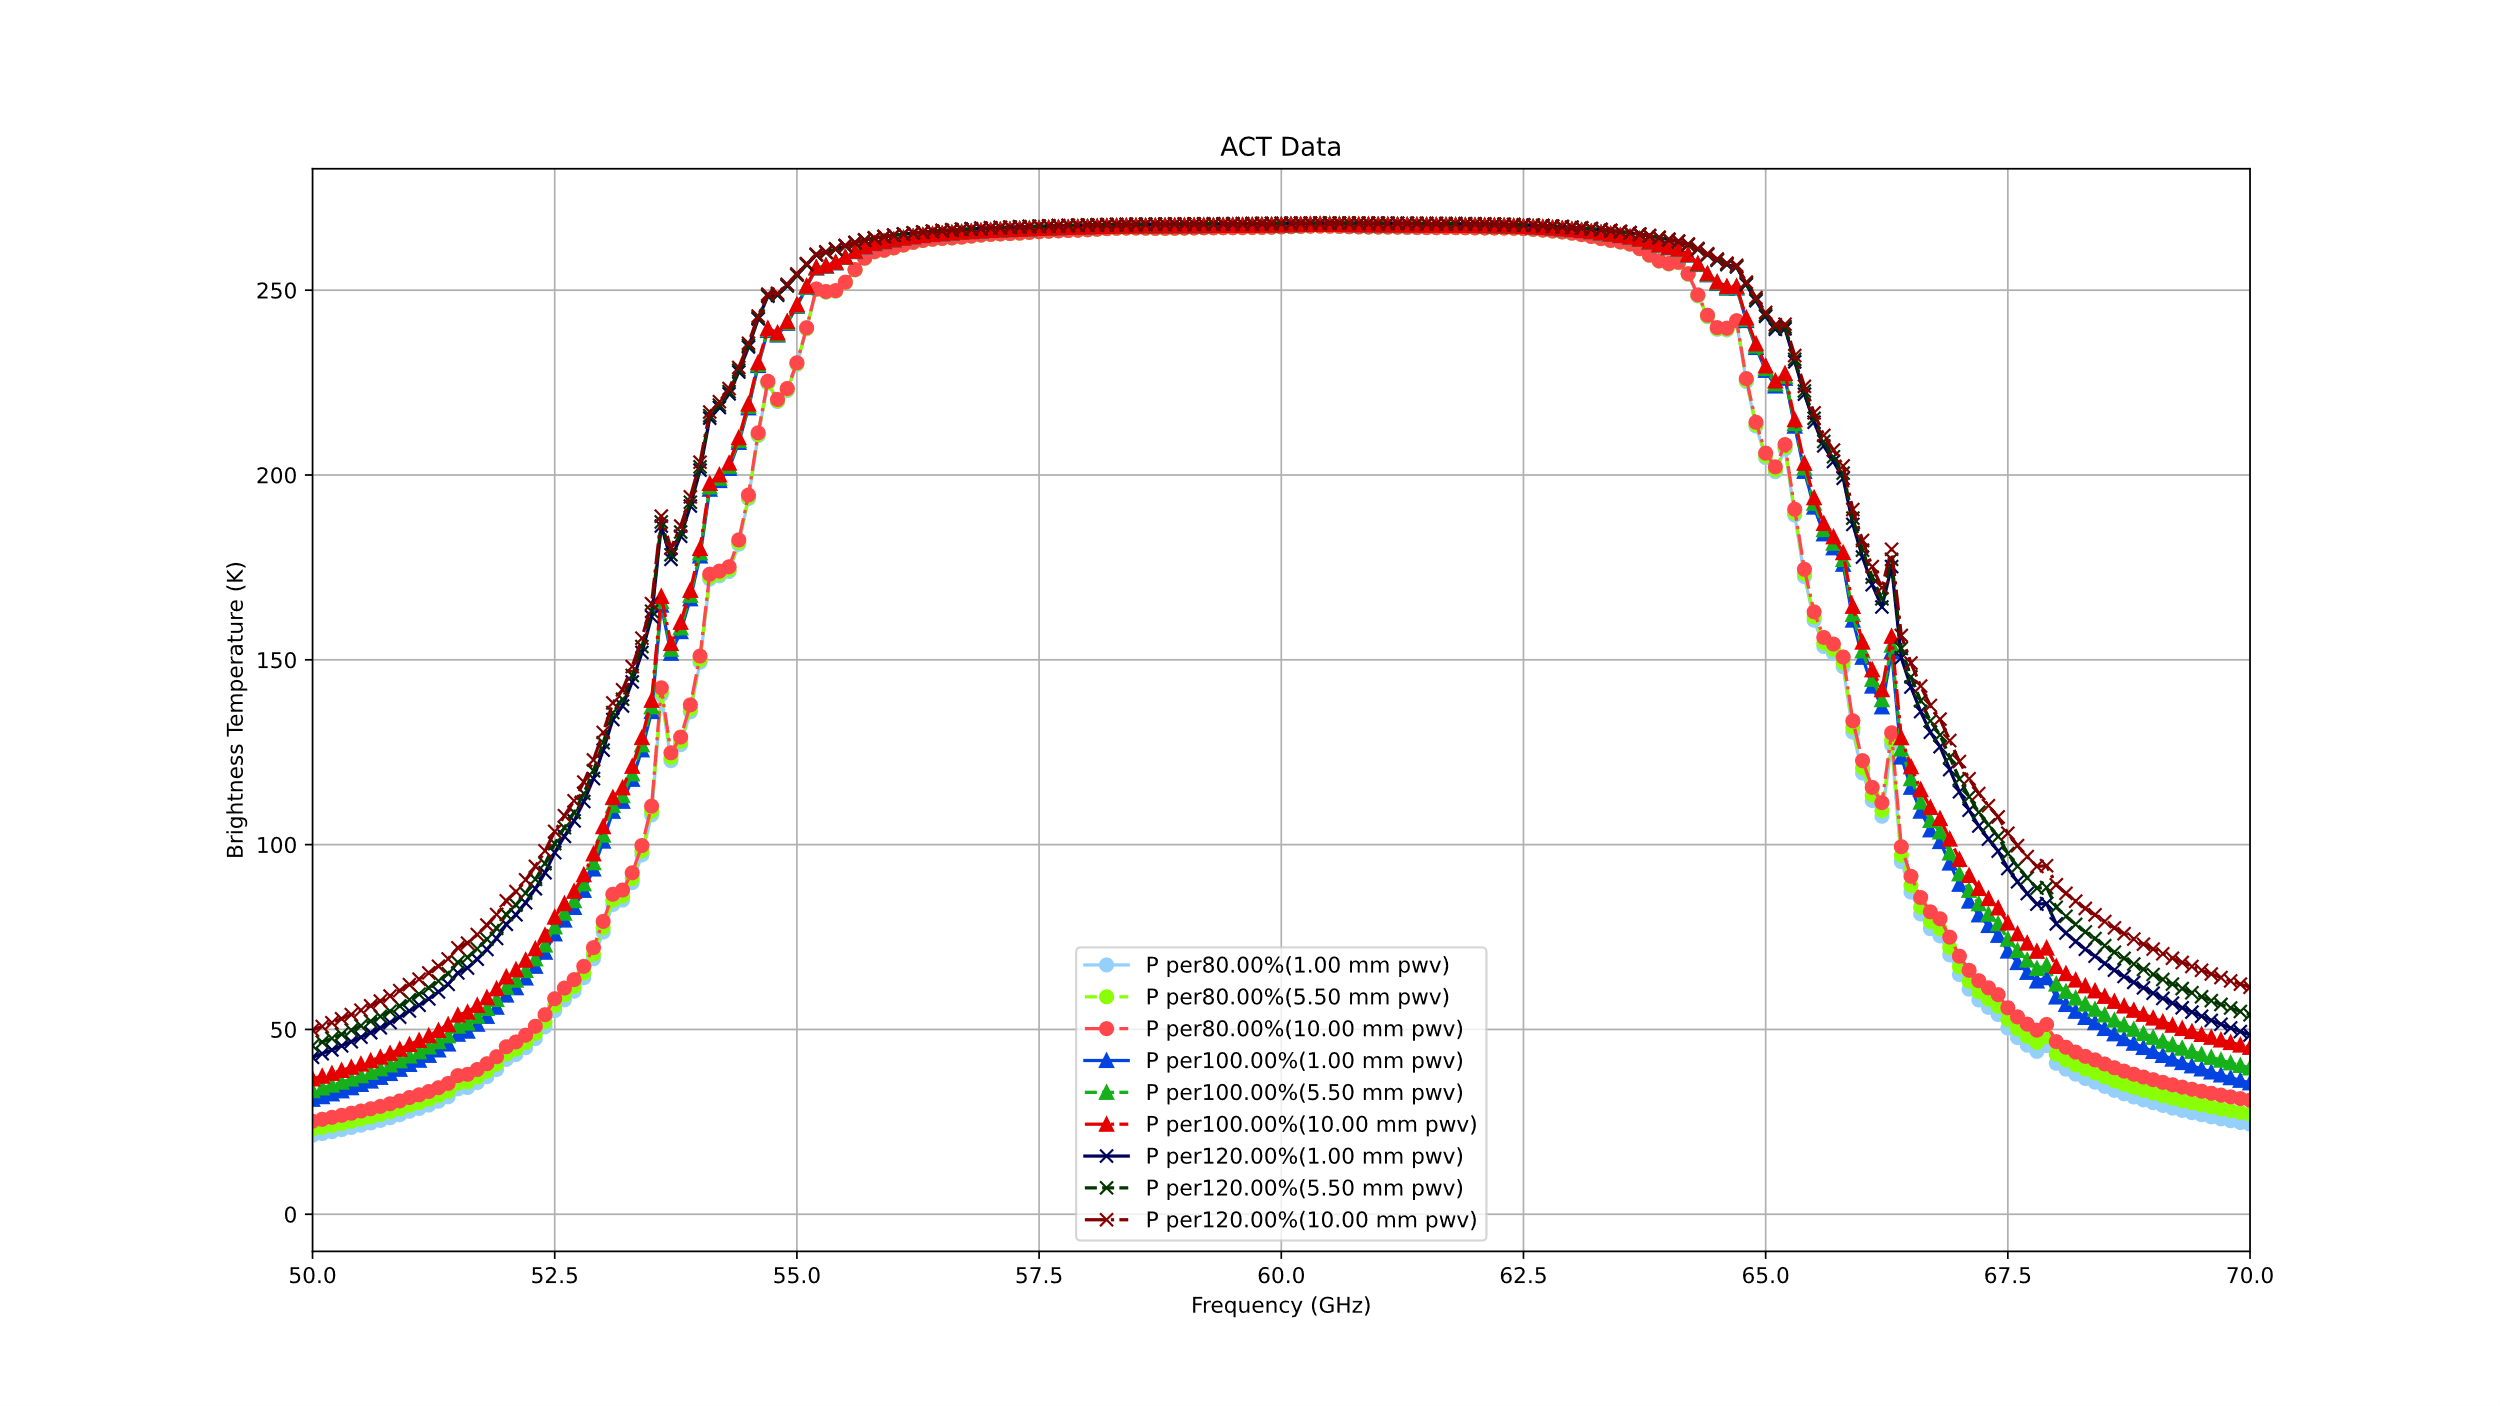 ACT Data
Brightness Temperature (K)
250
200
150
100
50
0
P per80.00%(1.00 mm pwv)
P per80.00%(5.50 mm pwv)
P per80.00%(10.00 mm pwv)
P per100.00%(1.00 mm pwv)
P per100.00%(5.50 mm pwv)
P per100.00%(10.00 mm pwv)
P per120.00%(1.00 mm pwv)
P per120.00%(5.50 mm pwv)
P per120.00%(10.00 mm pwv)
50.0 52.5 55.0 57.5 60.0 62.5 65.0 67.5 70.0
Frequency (GHz)